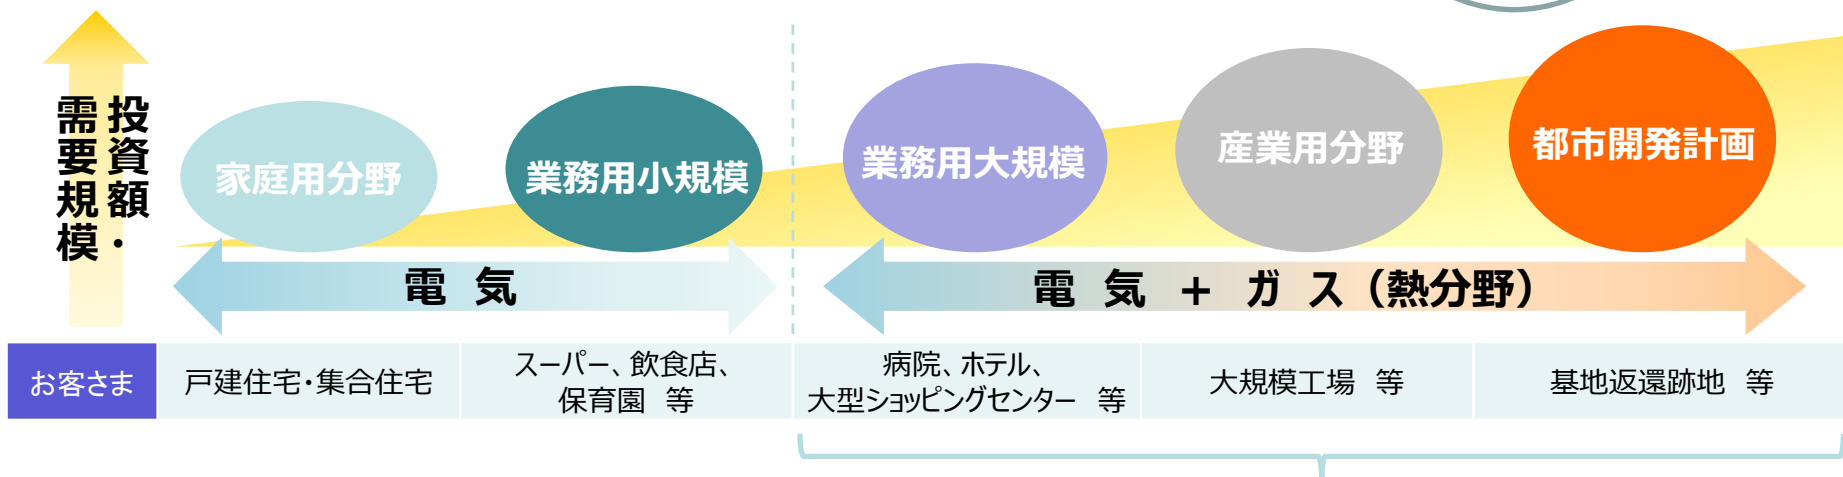 投資額・
需要規模
家庭用分野
業務用小規模
業務用大規模
産業用分野
都市開発計画
電 気
電 気 + ガ ス（熱分野）
お客さま
戸建住宅・集合住宅
スーパー、飲食店、
保育園 等
病院、ホテル、
大型ショッピングセンター 等
大規模工場 等
基地返還跡地 等